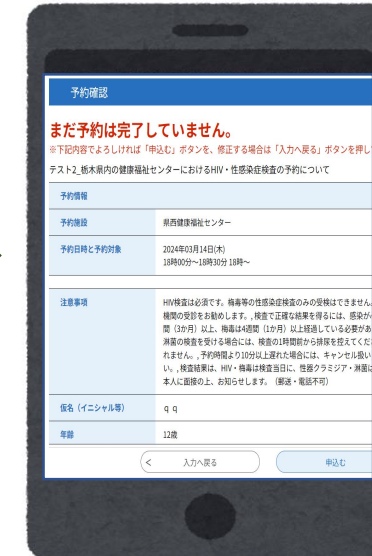 予約確認
まだ予約は完了していません。
※下記内容でよろしければ「申込む」ボタンを、修正する場合は「入力へ戻る」ボタンを押し
テスト2_栃木県内の健康福祉センターにおけるHIV・性感染症検査の予約について
予約情報
予約施設 県西健康福祉センター
予約日時と予約対象 2024年03月14日(木)
18時00分～18時30分 18時～
注意事項 HIV検査は必須です。梅毒等の性感染症検査のみの受検はできません。
機関の受診をお勧めします。, 検査で正確な結果を得るには、感染が
間（3か月）以上、梅毒は4週間（1か月）以上経過している必要があ
淋菌の検査を受ける場合には、検査の1時間前から排尿を控えてくだ
れません。, 予約時間より10分以上遅れた場合には、キャンセル扱い
い。, 検査結果は、HIV・梅毒は検査当日に、性器クラミジア・淋菌は
本人に面接の上、お知らせします。（郵送・電話不可）
仮名（イニシャル等） q q
年齢 12歳
入力へ戻る 申込む